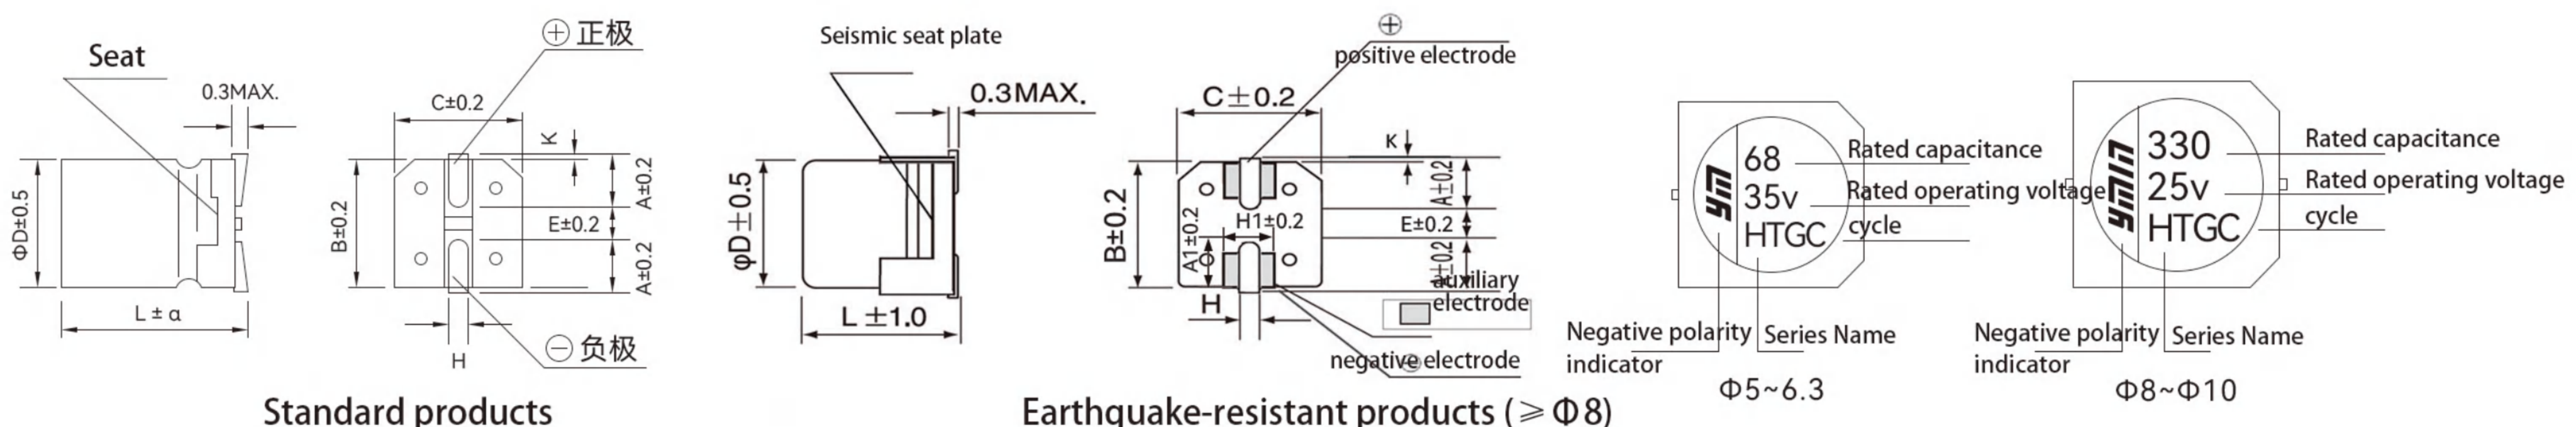 Seat
0.3MAX.
ΦD±0.5
L ± α
⊕ 正极
C±0.2
K
B±0.2
A±0.2
E±0.2
A±0.2
H
⊖ 负极
Standard products
Seismic seat plate
0.3MAX.
φD±0.5
L ±1.0
⊕
positive electrode
C±0.2
K
B±0.2
A±0.2
H1±0.2
E±0.2
A1±0.2
A±0.2
H
auxiliary
electrode
negative electrode
⊖
Earthquake-resistant products (≥Φ8)
YM
68
35v
HTGC
Rated capacitance
Rated operating voltage
cycle
Negative polarity
indicator
Series Name
Φ5~6.3
YMIN
330
25v
HTGC
Rated capacitance
Rated operating voltage
cycle
Negative polarity
indicator
Series Name
Φ8~Φ10